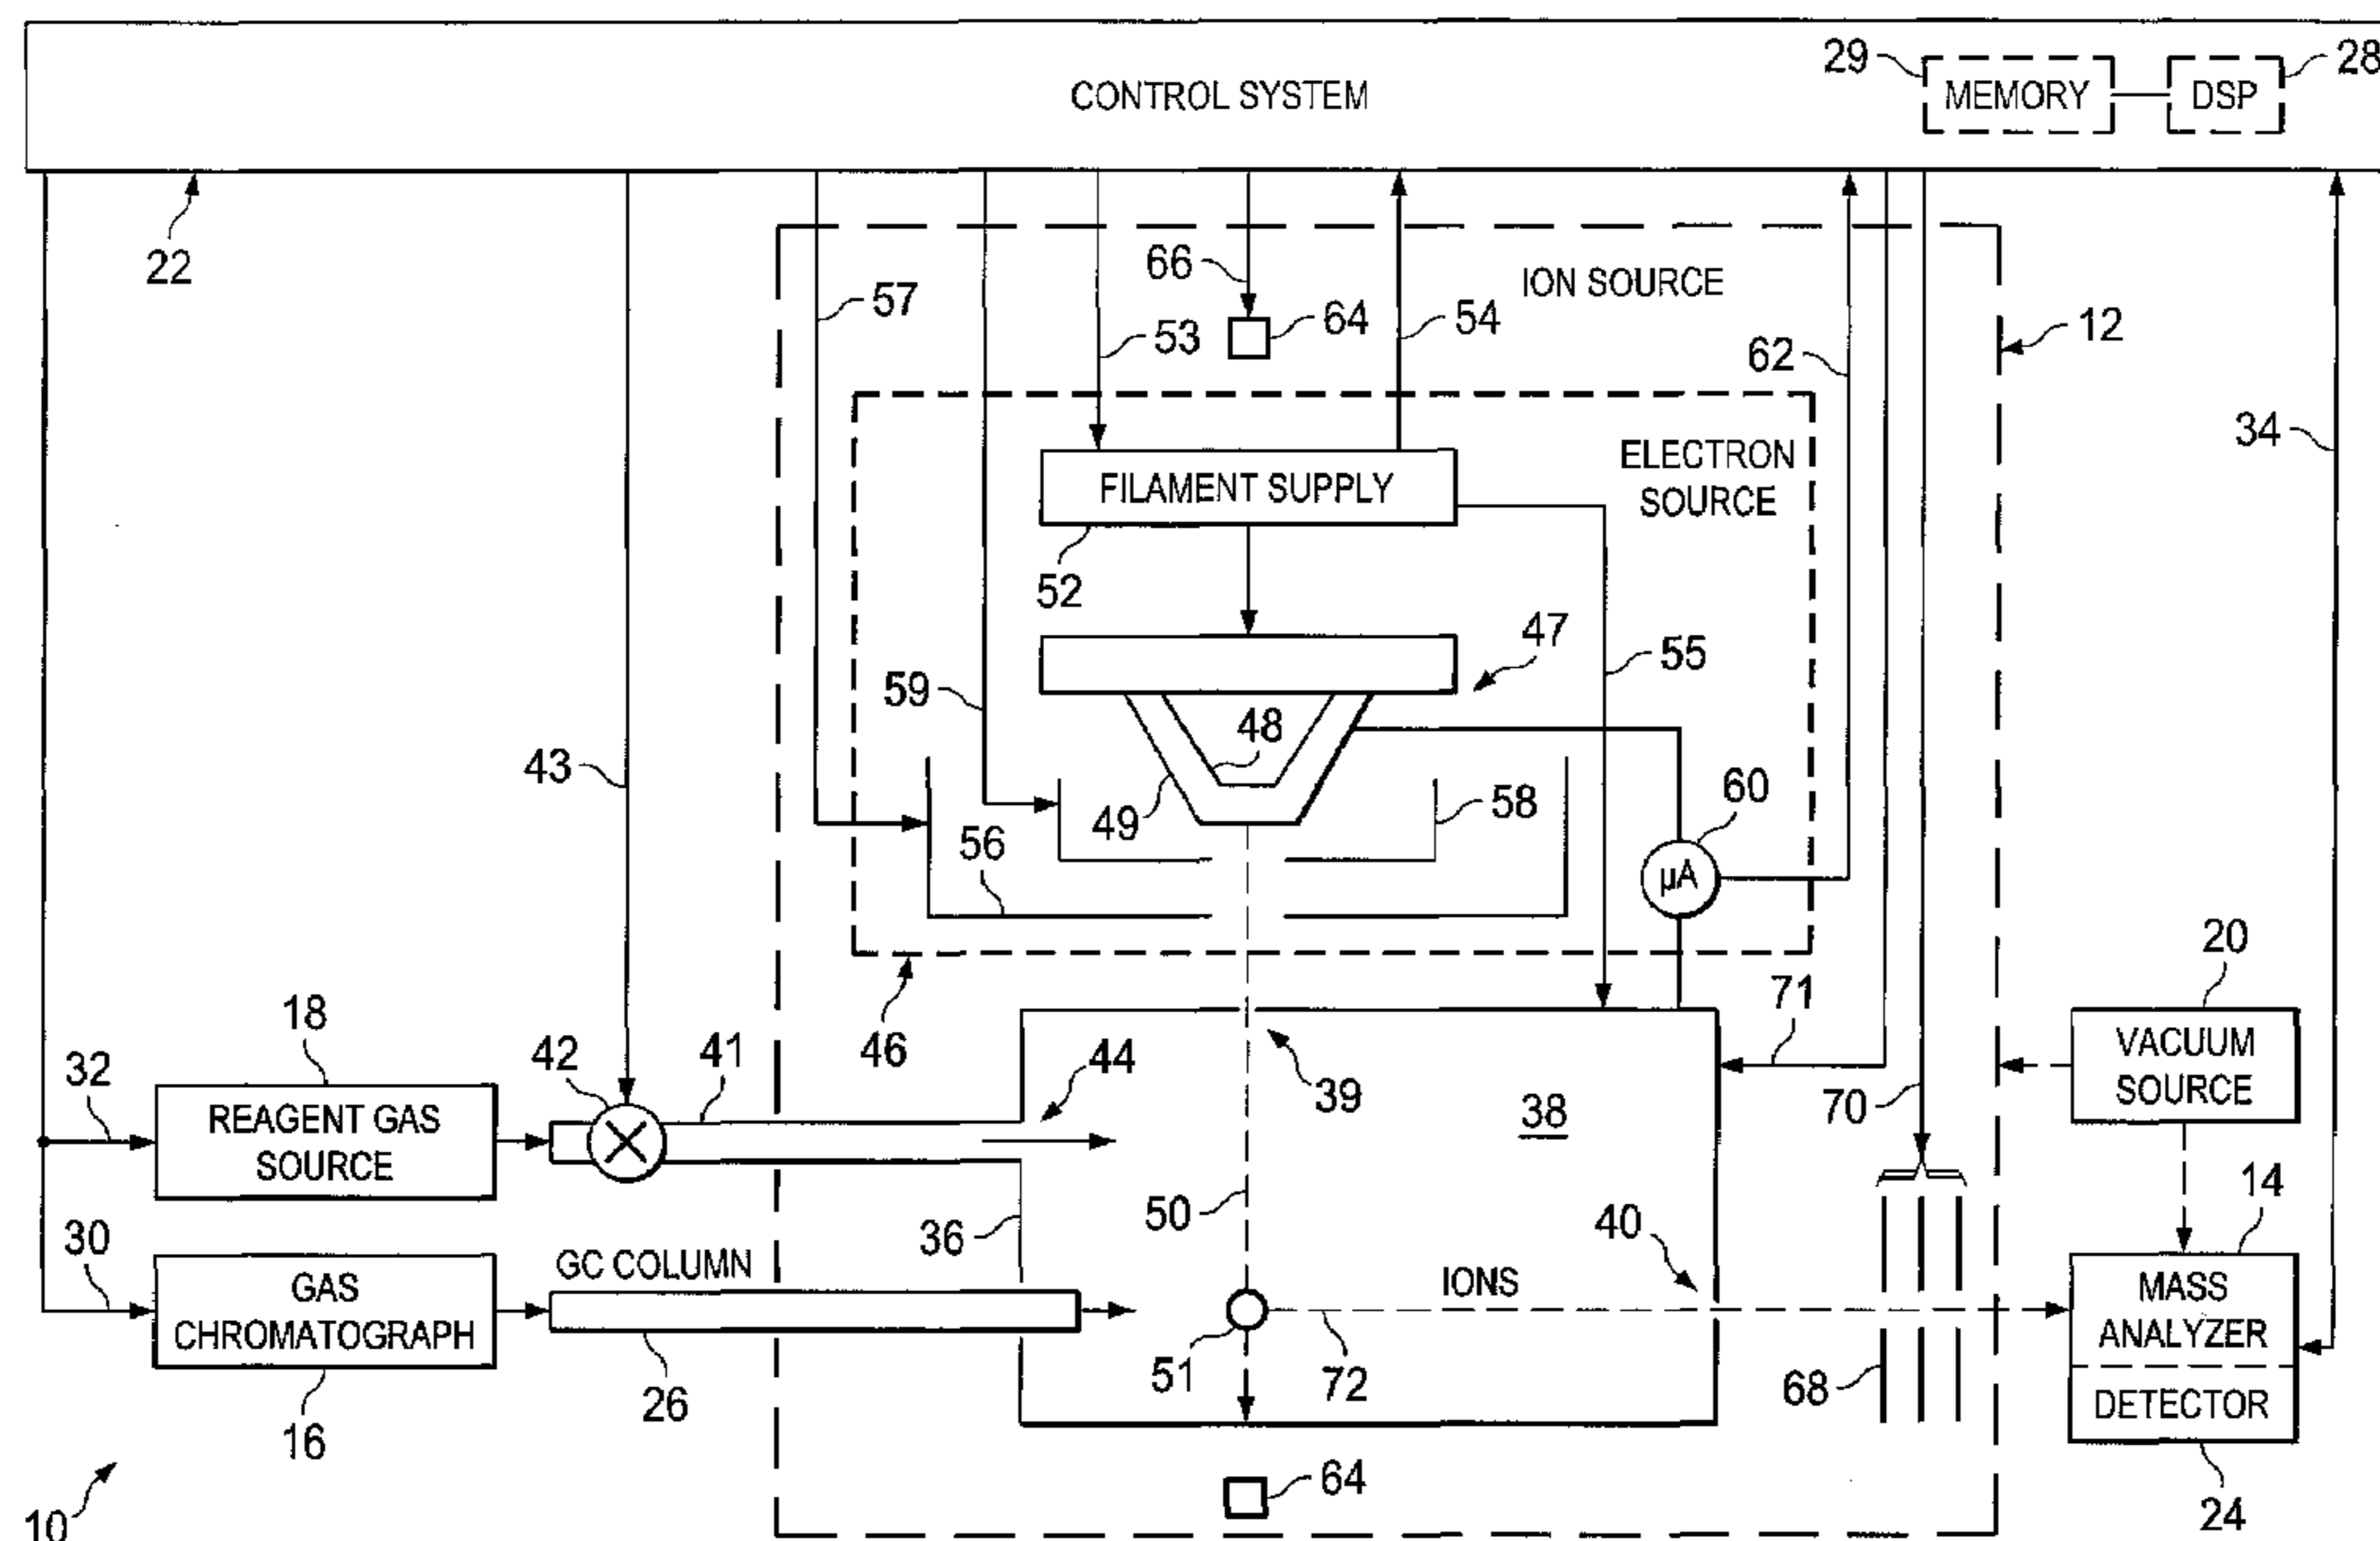 CONTROL SYSTEM
29
MEMORY
DSP
28
22
57
66
ION SOURCE
64
54
53
62
12
34
FILAMENT SUPPLY
ELECTRON
SOURCE
52
47
55
59
48
43
49
58
60
56
μA
20
18
46
71
VACUUM
SOURCE
32
42
41
44
39
38
70
REAGENT GAS
SOURCE
14
50
40
30
36
GC COLUMN
IONS
GAS
CHROMATOGRAPH
MASS
ANALYZER
51
72
68
26
DETECTOR
16
64
10
24